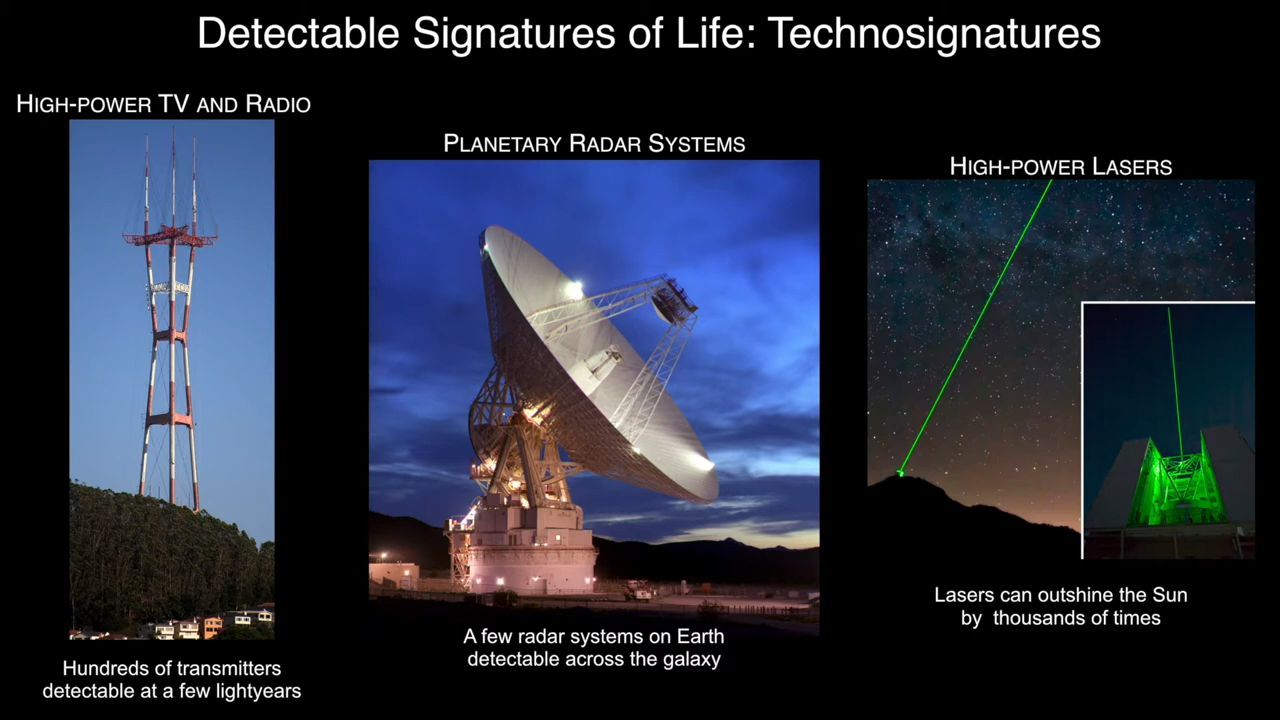 Detectable Signatures of Life: Technosignatures
High-power TV and Radio
Planetary Radar Systems
High-power Lasers
Hundreds of transmitters
detectable at a few lightyears
A few radar systems on Earth
detectable across the galaxy
Lasers can outshine the Sun
by thousands of times